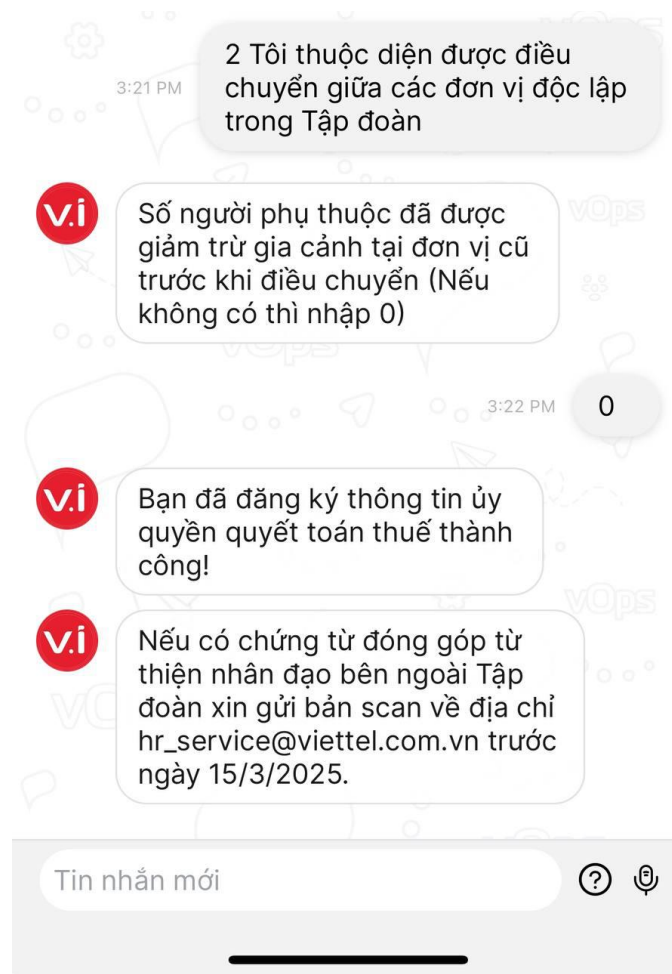 2 Tôi thuộc diện được điều
3:21 PM
chuyển giữa các đơn vị độc lập
trong Tập đoàn
V.i
Số người phụ thuộc đã được
giảm trừ gia cảnh tại đơn vị cũ
trước khi điều chuyển (Nếu
không có thì nhập 0)
vOps
vOps
3:22 PM
0
V.i
Bạn đã đăng ký thông tin ủy
quyền quyết toán thuế thành
công!
vOps
V.i
Nếu có chứng từ đóng góp từ
thiện nhân đạo bên ngoài Tập
đoàn xin gửi bản scan về địa chỉ
hr_service@viettel.com.vn trước
ngày 15/3/2025.
Tin nhắn mới